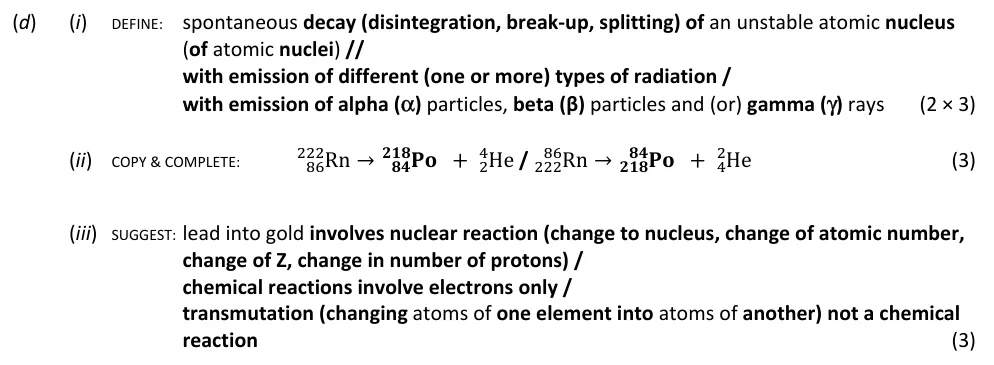 (d) (i) DEFINE: spontaneous decay (disintegration, break-up, splitting) of an unstable atomic nucleus
(of atomic nuclei) //
with emission of different (one or more) types of radiation /
with emission of alpha (α) particles, beta (β) particles and (or) gamma (γ) rays (2 × 3)
(ii) COPY & COMPLETE: ²²²₈₆Rn → ²¹⁸₈₄Po + ⁴₂He / ⁸⁶₂₂₂Rn → ⁸⁴₂₁₈Po + ²₄He (3)
(iii) SUGGEST: lead into gold involves nuclear reaction (change to nucleus, change of atomic number,
change of Z, change in number of protons) /
chemical reactions involve electrons only /
transmutation (changing atoms of one element into atoms of another) not a chemical
reaction (3)